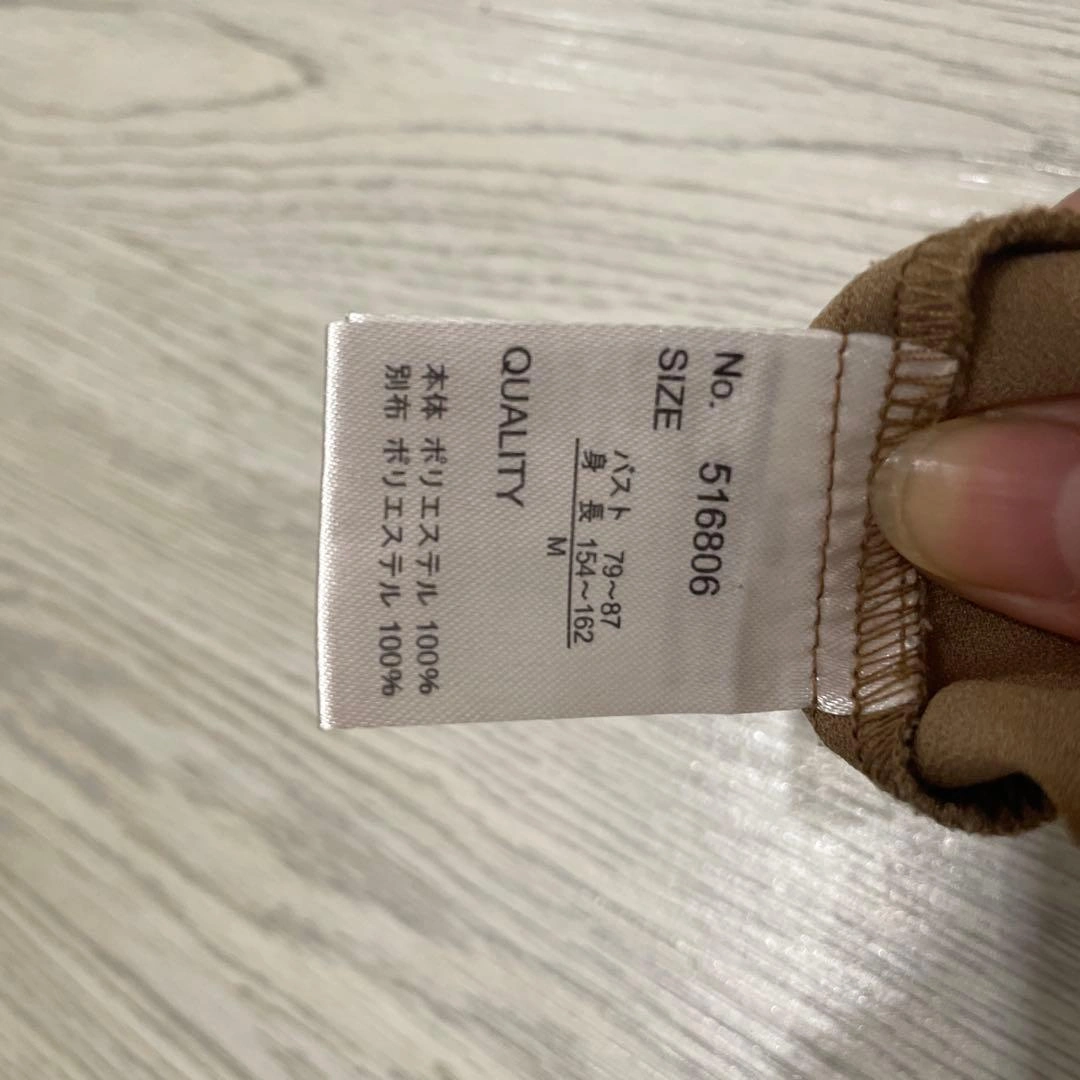 No. 516806
SIZE
バスト 79~87
身 長 154~162
M
QUALITY
本体 ポリエステル 100%
別布 ポリエステル 100%